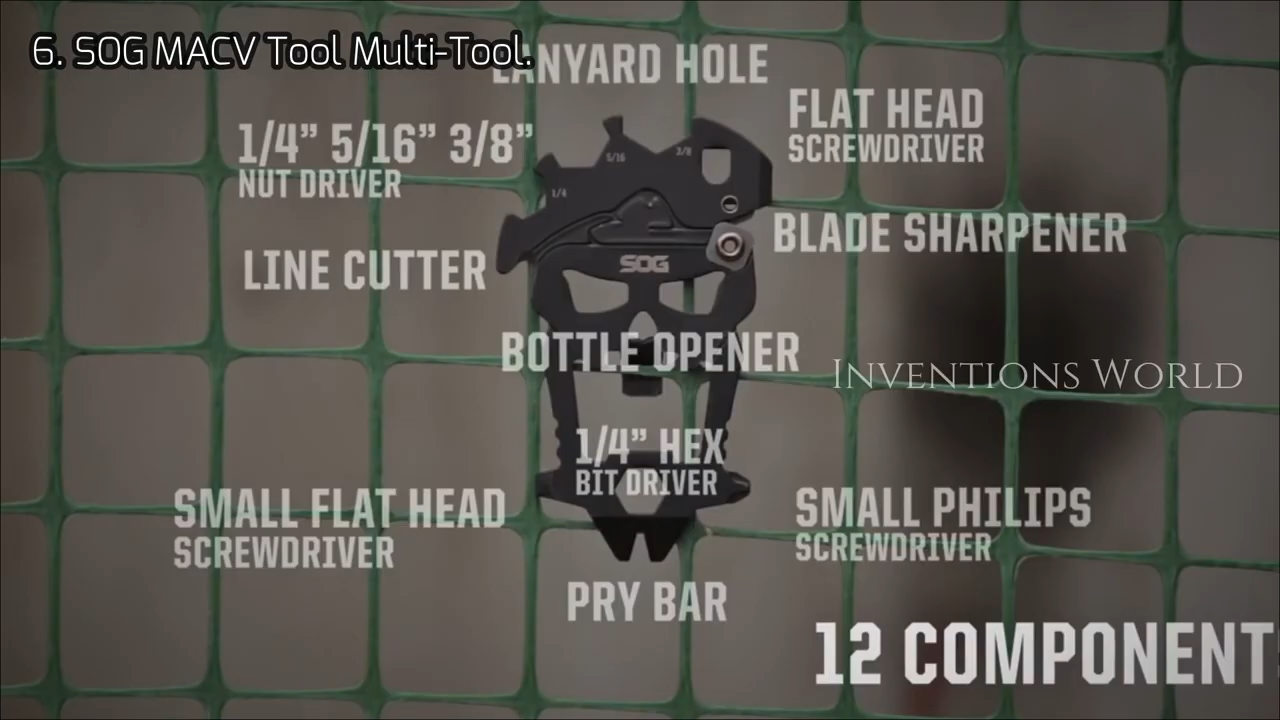 6. SOG MACV Tool Multi-Tool.
LANYARD HOLE
FLAT HEAD
SCREWDRIVER
1/4” 5/16” 3/8”
NUT DRIVER
5/16
3/8
1/4
BLADE SHARPENER
LINE CUTTER
SOG
BOTTLE OPENER
INVENTIONS WORLD
1/4” HEX
BIT DRIVER
SMALL FLAT HEAD
SCREWDRIVER
SMALL PHILIPS
SCREWDRIVER
PRY BAR
12 COMPONENT